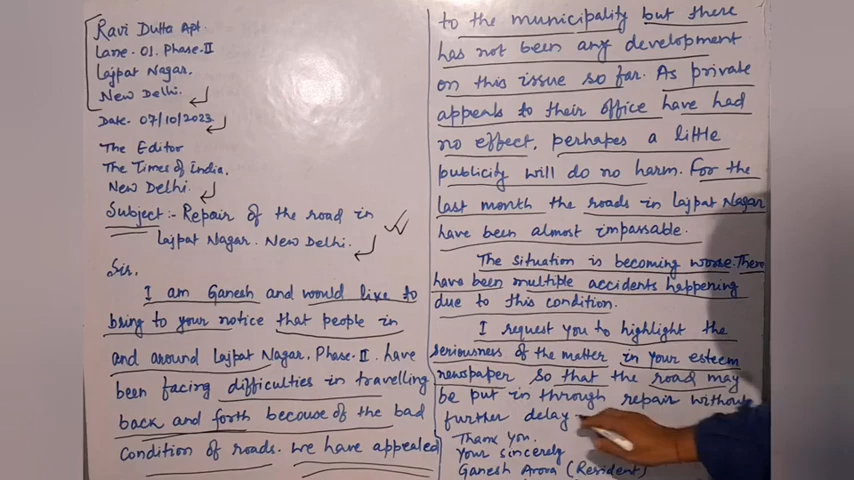 Ravi Dutta Apt.
Lane. 01. Phase-II
Lajpat Nagar.
New Delhi.
Date. 07/10/2023
The Editor
The Times of India.
New Delhi.
Subject:- Repair of the road in
Lajpat Nagar. New Delhi.
Sir.
I am Ganesh and would like to
bring to your notice that people in
and around Lajpat Nagar. Phase-II. have
been facing difficulties in travelling
back and forth because of the bad
condition of roads. we have appealed
to the municipality but there
has not been any development
on this issue so far. As private
appeals to their office have had
no effect. perhapes a little
publicity will do no harm. For the
last month the roads in Lajpat Nagar
have been almost impassable.
The situation is becoming worse. There
have been multiple accidents happening
due to this condition.
I request you to highlight the
seriousness of the matter in your esteem
newspaper so that the road may
be put in through repair without
further delay
Thank you.
Your sincerely
Ganesh Arora (Resident)